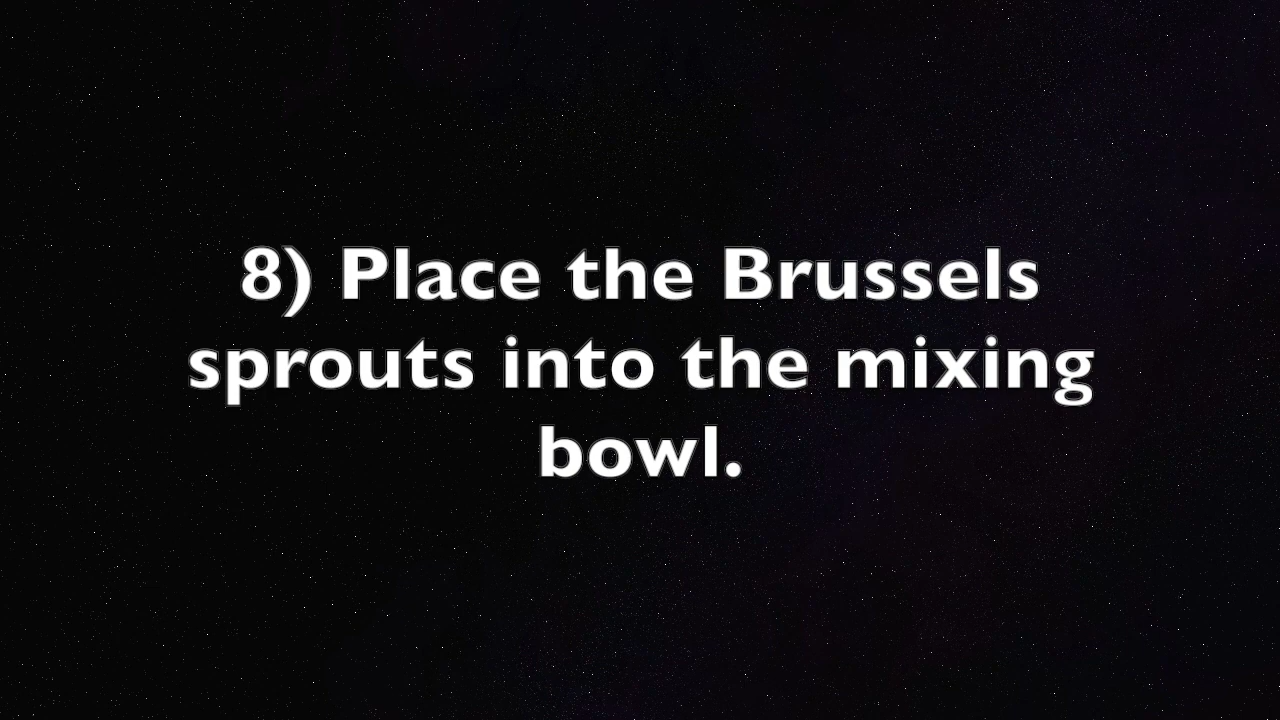 8) Place the Brussels
sprouts into the mixing
bowl.